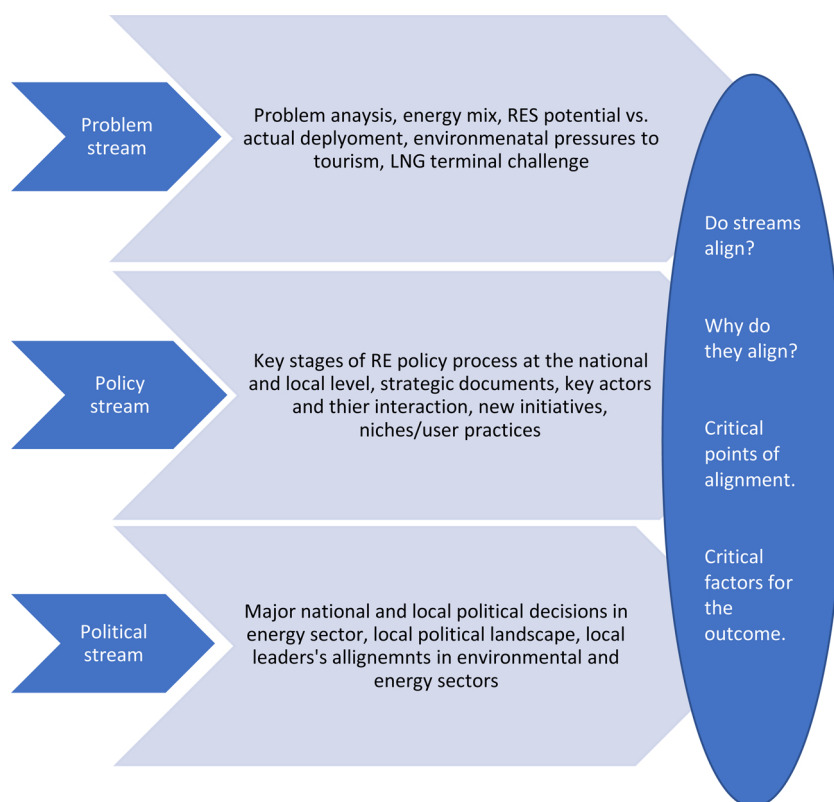 Problem
stream
Problem anaysis, energy mix, RES potential vs.
actual deplyoment, environmenatal pressures to
tourism, LNG terminal challenge
Policy
stream
Key stages of RE policy process at the national
and local level, strategic documents, key actors
and thier interaction, new initiatives,
niches/user practices
Political
stream
Major national and local political decisions in
energy sector, local political landscape, local
leaders's allignemnts in environmental and
energy sectors
Do streams
align?
Why do
they align?
Critical
points of
alignment.
Critical
factors for
the
outcome.